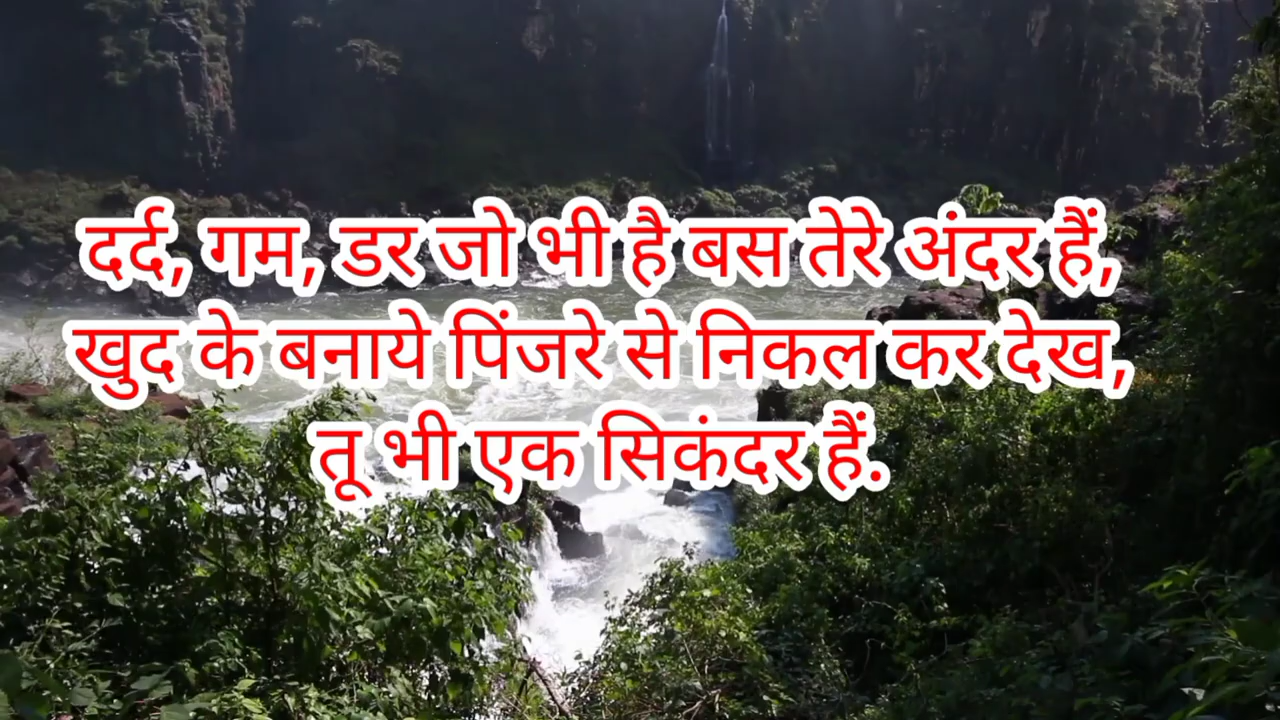 दर्द, गम, डर जो भी है बस तेरे अंदर हैं,
खुद के बनाये पिंजरे से निकल कर देख,
तू भी एक सिकंदर हैं.